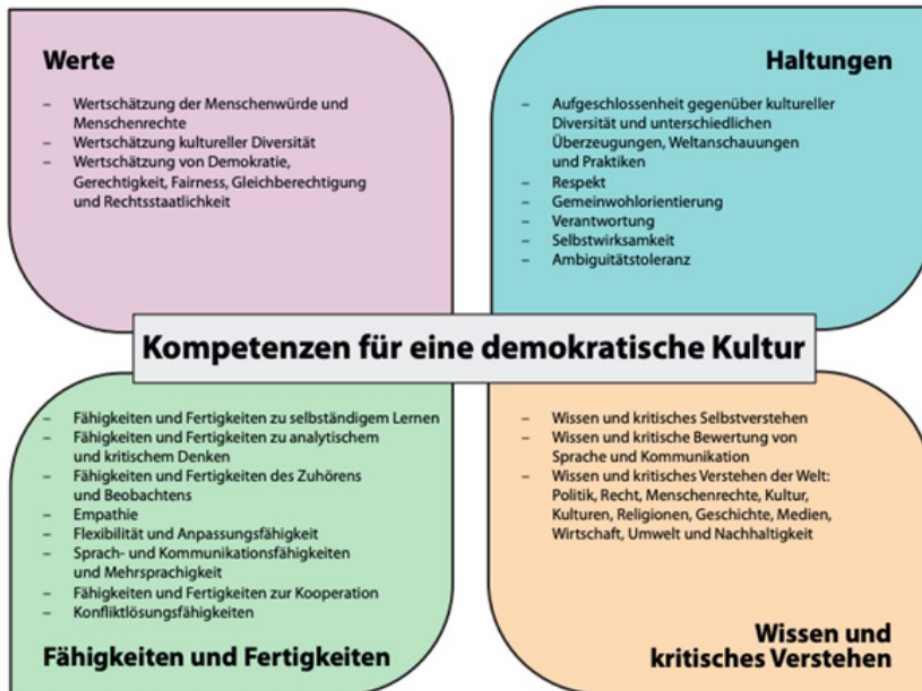 Werte
– Wertschätzung der Menschenwürde und
Menschenrechte
– Wertschätzung kultureller Diversität
– Wertschätzung von Demokratie,
Gerechtigkeit, Fairness, Gleichberechtigung
und Rechtsstaatlichkeit
Haltungen
– Aufgeschlossenheit gegenüber kultureller
Diversität und unterschiedlichen
Überzeugungen, Weltanschauungen
und Praktiken
– Respekt
– Gemeinwohlorientierung
– Verantwortung
– Selbstwirksamkeit
– Ambiguitätstoleranz
Kompetenzen für eine demokratische Kultur
– Fähigkeiten und Fertigkeiten zu selbständigem Lernen
– Fähigkeiten und Fertigkeiten zu analytischem
und kritischem Denken
– Fähigkeiten und Fertigkeiten des Zuhörens
und Beobachtens
– Empathie
– Flexibilität und Anpassungsfähigkeit
– Sprach- und Kommunikationsfähigkeiten
und Mehrsprachigkeit
– Fähigkeiten und Fertigkeiten zur Kooperation
– Konfliktlösungsfähigkeiten
Fähigkeiten und Fertigkeiten
– Wissen und kritisches Selbstverstehen
– Wissen und kritische Bewertung von
Sprache und Kommunikation
– Wissen und kritisches Verstehen der Welt:
Politik, Recht, Menschenrechte, Kultur,
Kulturen, Religionen, Geschichte, Medien,
Wirtschaft, Umwelt und Nachhaltigkeit
Wissen und
kritisches Verstehen